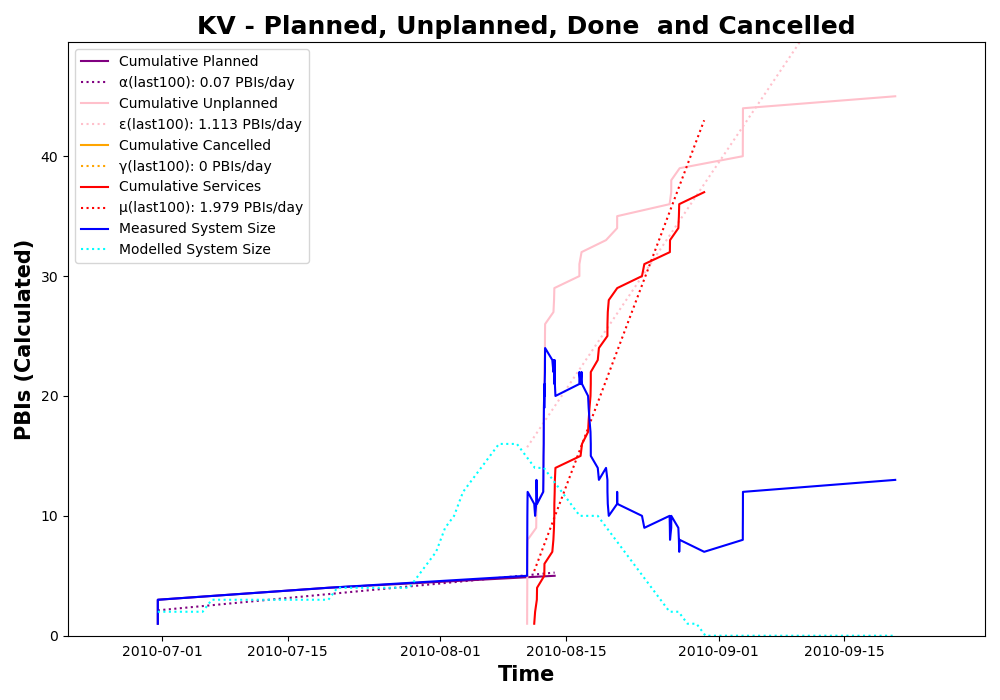 KV - Planned, Unplanned, Done  and Cancelled
Cumulative Planned
α(last100): 0.07 PBIs/day
Cumulative Unplanned
ε(last100): 1.113 PBIs/day
Cumulative Cancelled
γ(last100): 0 PBIs/day
Cumulative Services
μ(last100): 1.979 PBIs/day
Measured System Size
Modelled System Size
PBIs (Calculated)
40
30
20
10
0
2010-07-01 2010-07-15 2010-08-01 2010-08-15 2010-09-01 2010-09-15
Time